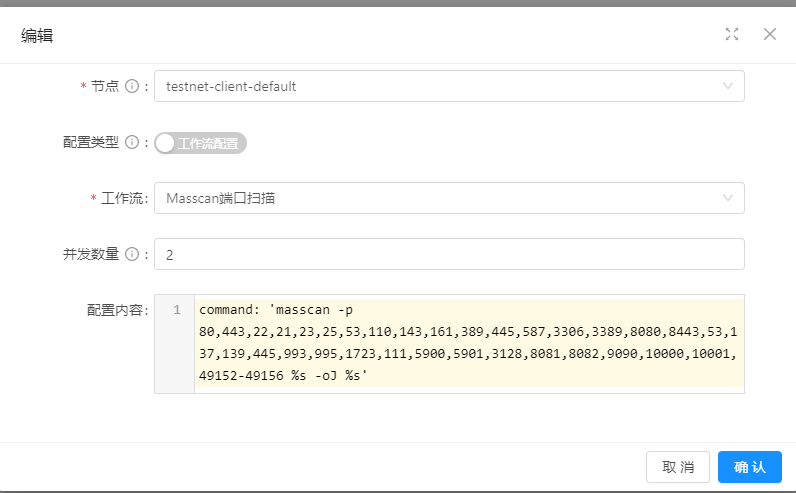 编辑
* 节点 :
testnet-client-default
配置类型 :
工作流配置
* 工作流:
Masscan端口扫描
并发数量 :
2
配置内容:
1
command: 'masscan -p
80,443,22,21,23,25,53,110,143,161,389,445,587,3306,3389,8080,8443,53,1
37,139,445,993,995,1723,111,5900,5901,3128,8081,8082,9090,10000,10001,
49152-49156 %s -oJ %s'
取 消
确 认